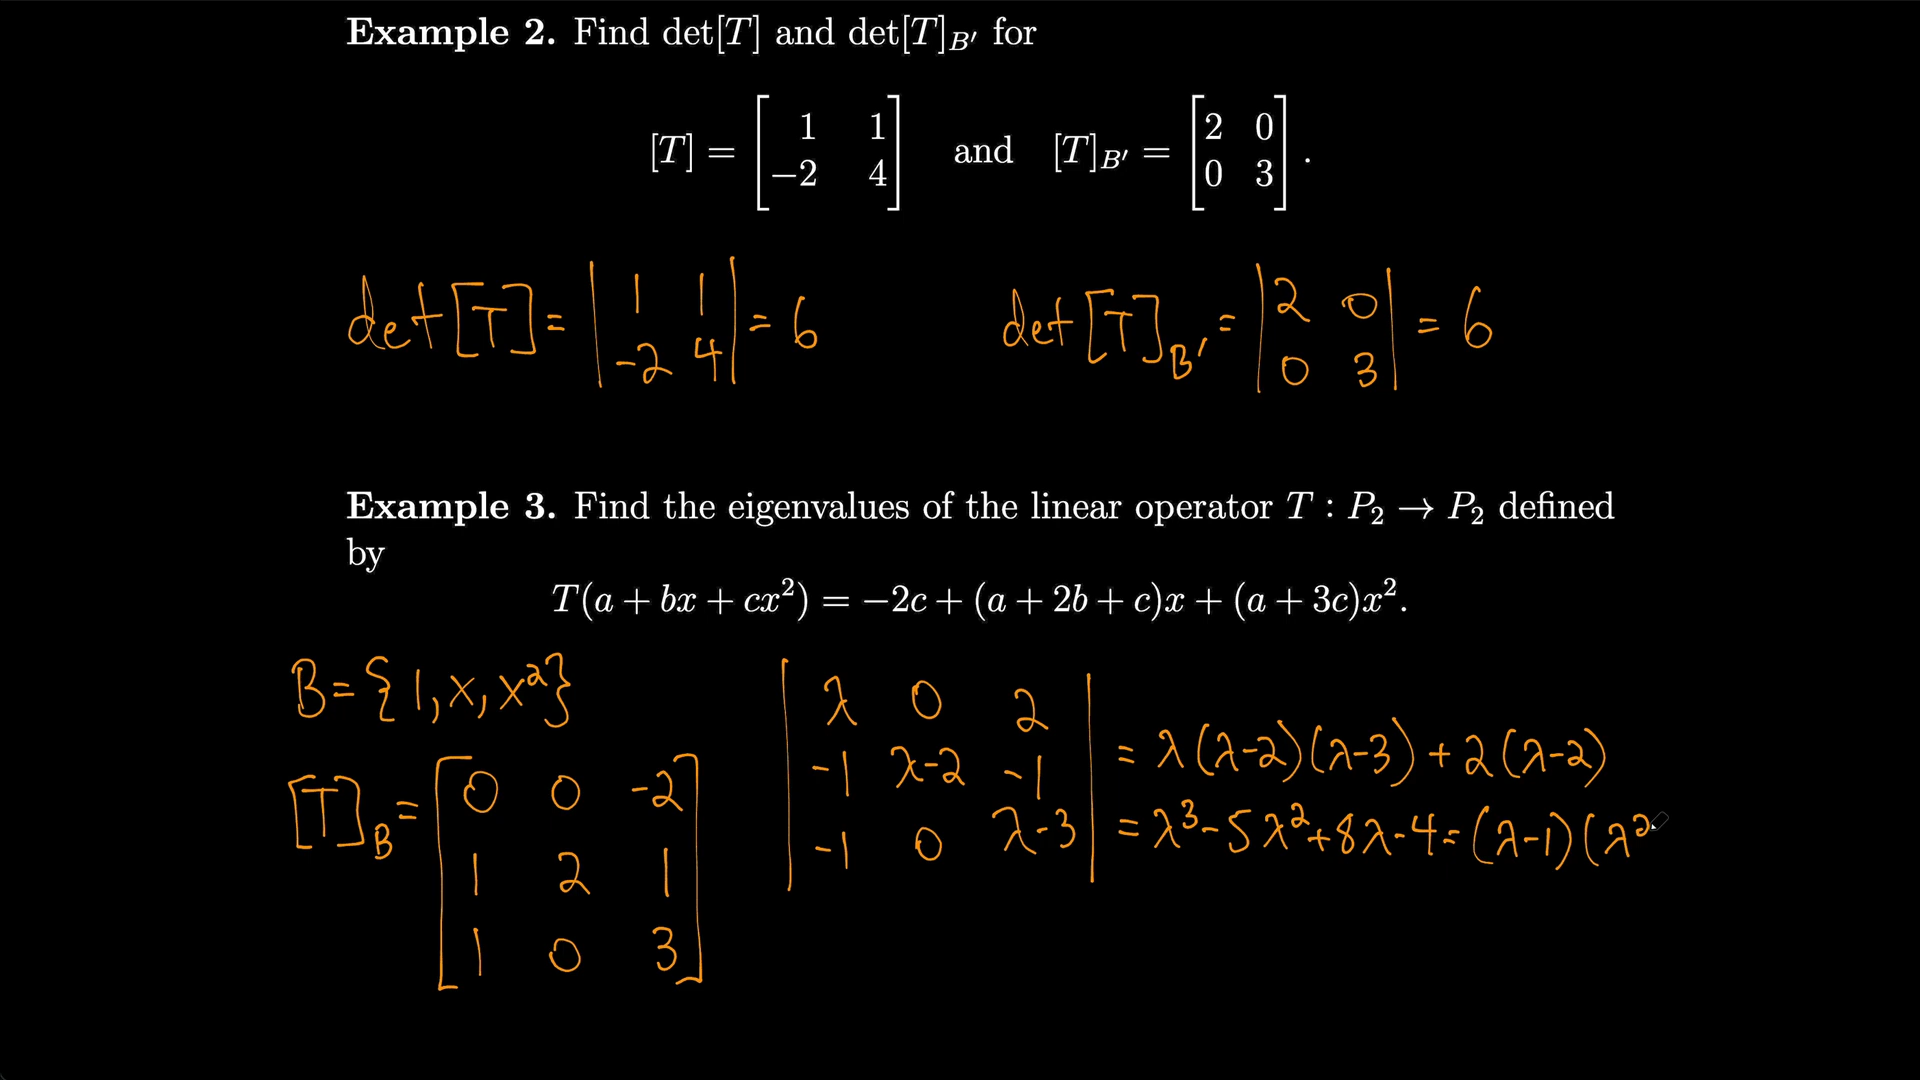 Example 2. Find det[T] and det[T]B′ for
[T] = [1 1; −2 4] and [T]B′ = [2 0; 0 3].
det[T] = |1 1; -2 4| = 6 det[T]B′ = |2 0; 0 3| = 6
Example 3. Find the eigenvalues of the linear operator T : P₂ → P₂ defined
by
T(a + bx + cx²) = −2c + (a + 2b + c)x + (a + 3c)x².
B = {1, x, x²}
[T]B = [0 0 -2; 1 2 1; 1 0 3]
|λ 0 2; -1 λ-2 -1; -1 0 λ-3| = λ(λ-2)(λ-3) + 2(λ-2)
= λ³ - 5λ² + 8λ - 4 = (λ-1)(λ²